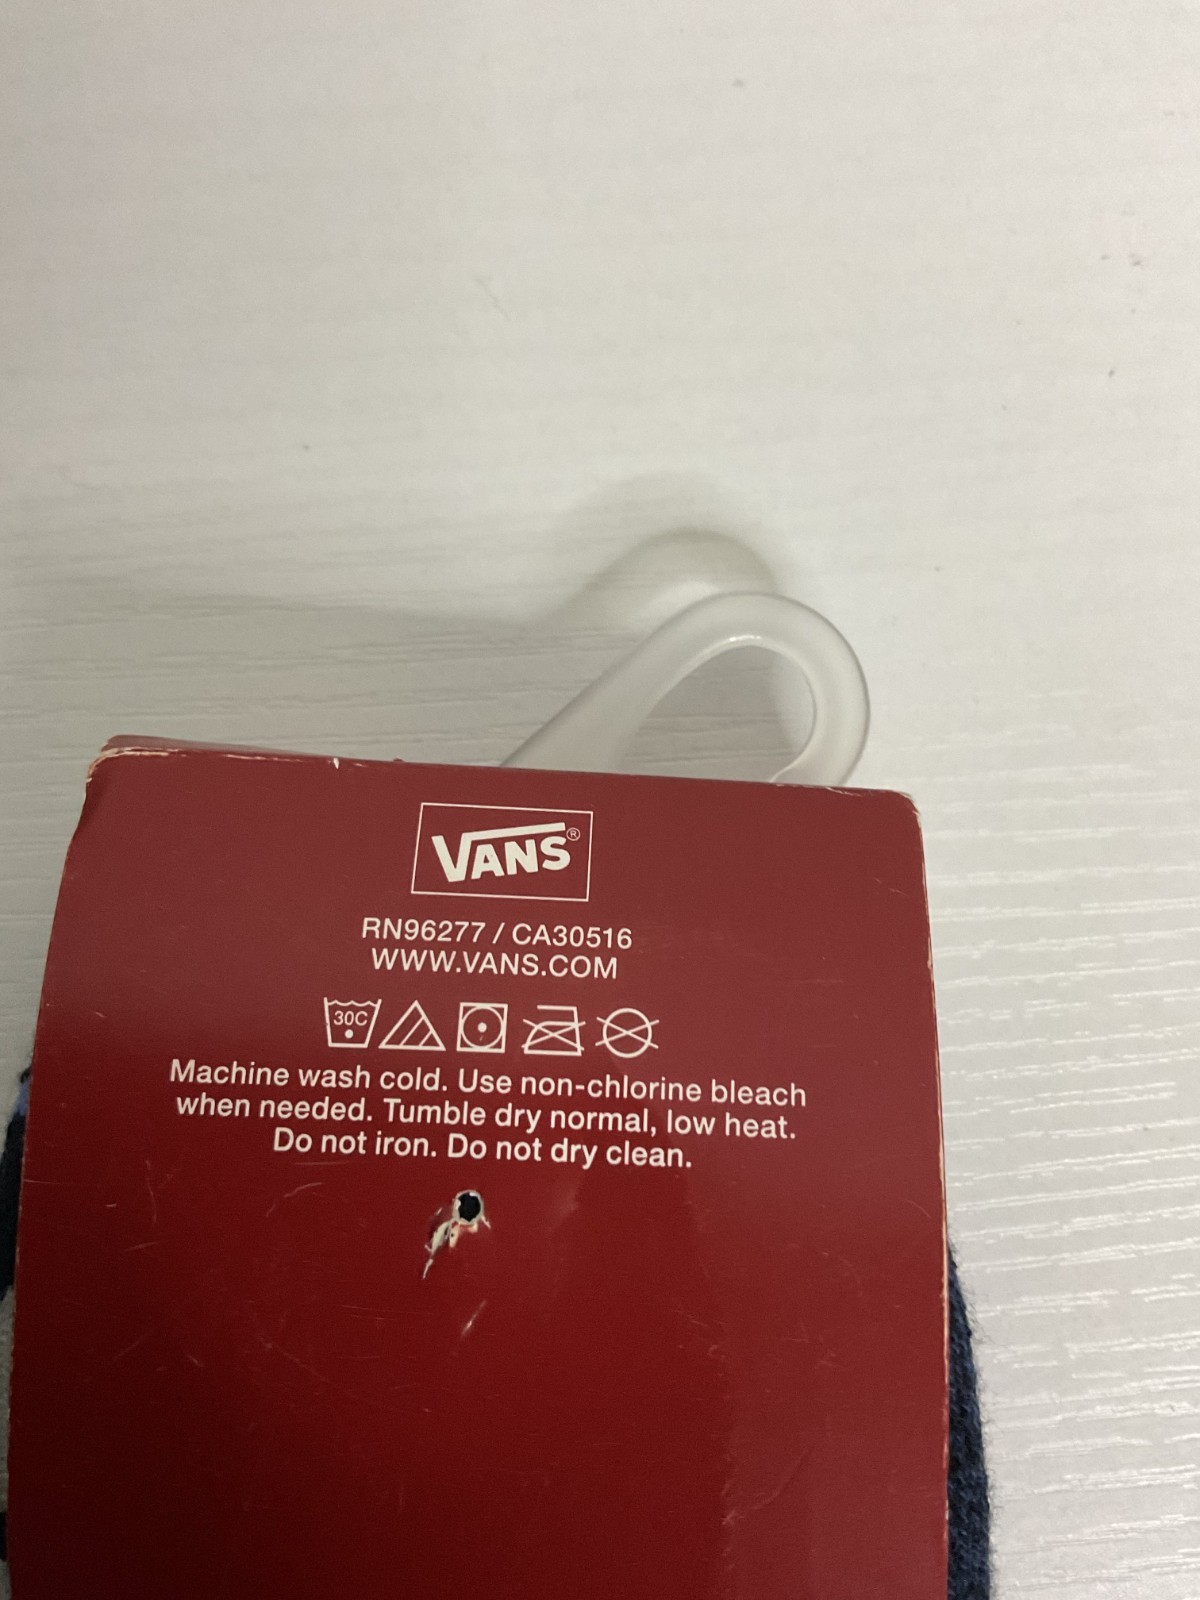 VANS®
RN96277 / CA30516
WWW.VANS.COM
30C
Machine wash cold. Use non-chlorine bleach
when needed. Tumble dry normal, low heat.
Do not iron. Do not dry clean.